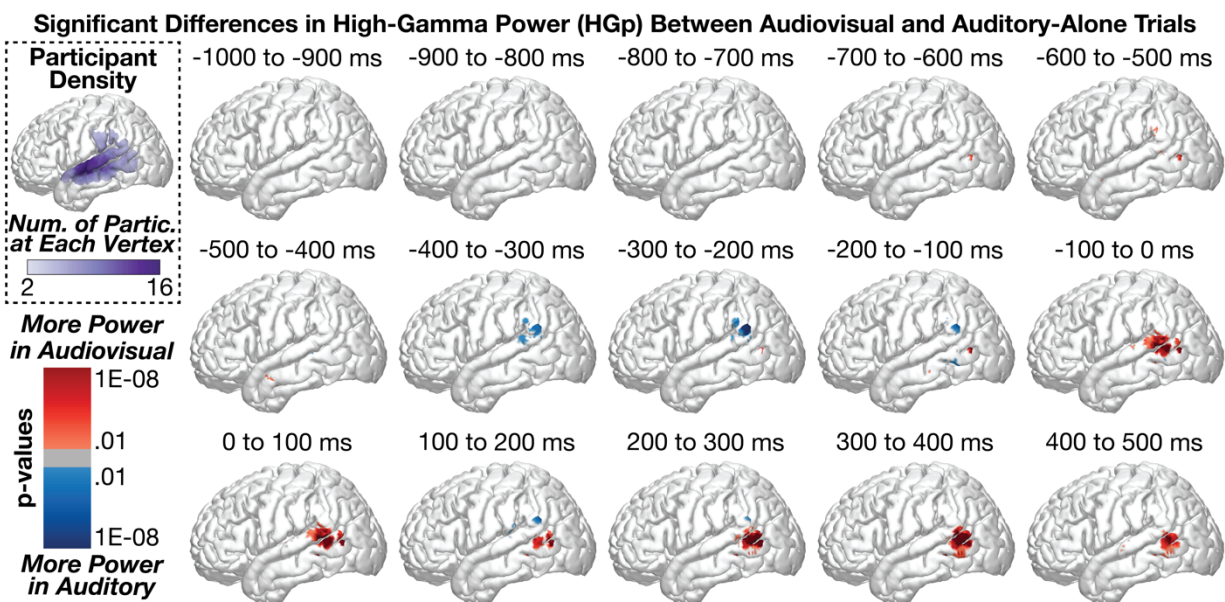 Significant Differences in High-Gamma Power (HGp) Between Audiovisual and Auditory-Alone Trials
Participant
Density
Num. of Partic.
at Each Vertex
2 16
More Power
in Audiovisual
p-values
1E-08
.01
.01
1E-08
More Power
in Auditory
-1000 to -900 ms
-900 to -800 ms
-800 to -700 ms
-700 to -600 ms
-600 to -500 ms
-500 to -400 ms
-400 to -300 ms
-300 to -200 ms
-200 to -100 ms
-100 to 0 ms
0 to 100 ms
100 to 200 ms
200 to 300 ms
300 to 400 ms
400 to 500 ms